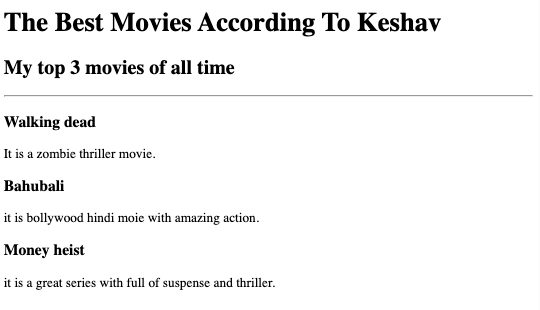 The Best Movies According To Keshav
My top 3 movies of all time
Walking dead
It is a zombie thriller movie.
Bahubali
it is bollywood hindi moie with amazing action.
Money heist
it is a great series with full of suspense and thriller.